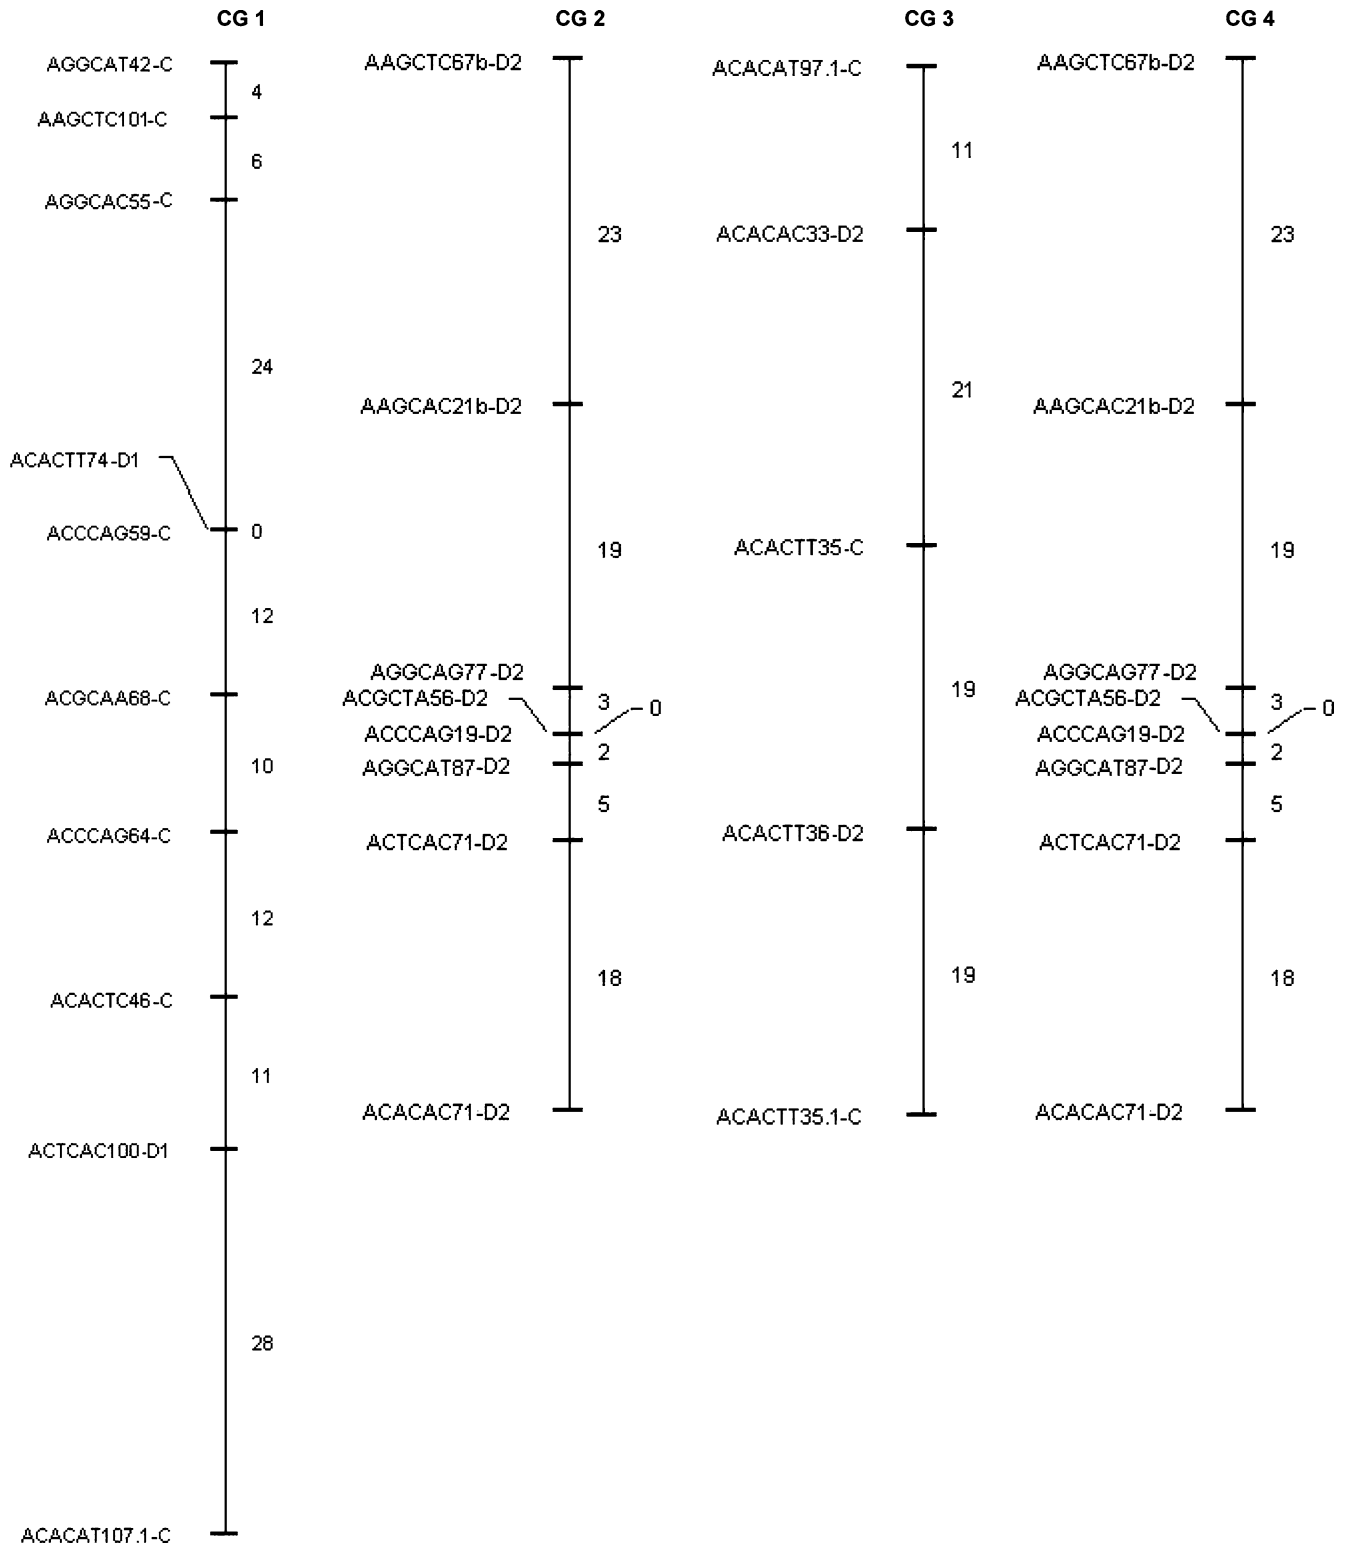 CG 1
AGGCAT42-C
4
AAGCTC101-C
6
AGGCAC55-C
24
ACACTT74-D1
ACCCAG59-C
0
12
ACGCAA68-C
10
ACCCAG64-C
12
ACACTC46-C
11
ACTCAC100-D1
28
ACACAT107.1-C
CG 2
AAGCTC67b-D2
23
AAGCAC21b-D2
19
AGGCAG77-D2
3
ACGCTA56-D2
0
ACCCAG19-D2
2
AGGCAT87-D2
5
ACTCAC71-D2
18
ACACAC71-D2
CG 3
ACACAT97.1-C
11
ACACAC33-D2
21
ACACTT35-C
19
ACACTT36-D2
19
ACACTT35.1-C
CG 4
AAGCTC67b-D2
23
AAGCAC21b-D2
19
AGGCAG77-D2
3
ACGCTA56-D2
0
ACCCAG19-D2
2
AGGCAT87-D2
5
ACTCAC71-D2
18
ACACAC71-D2